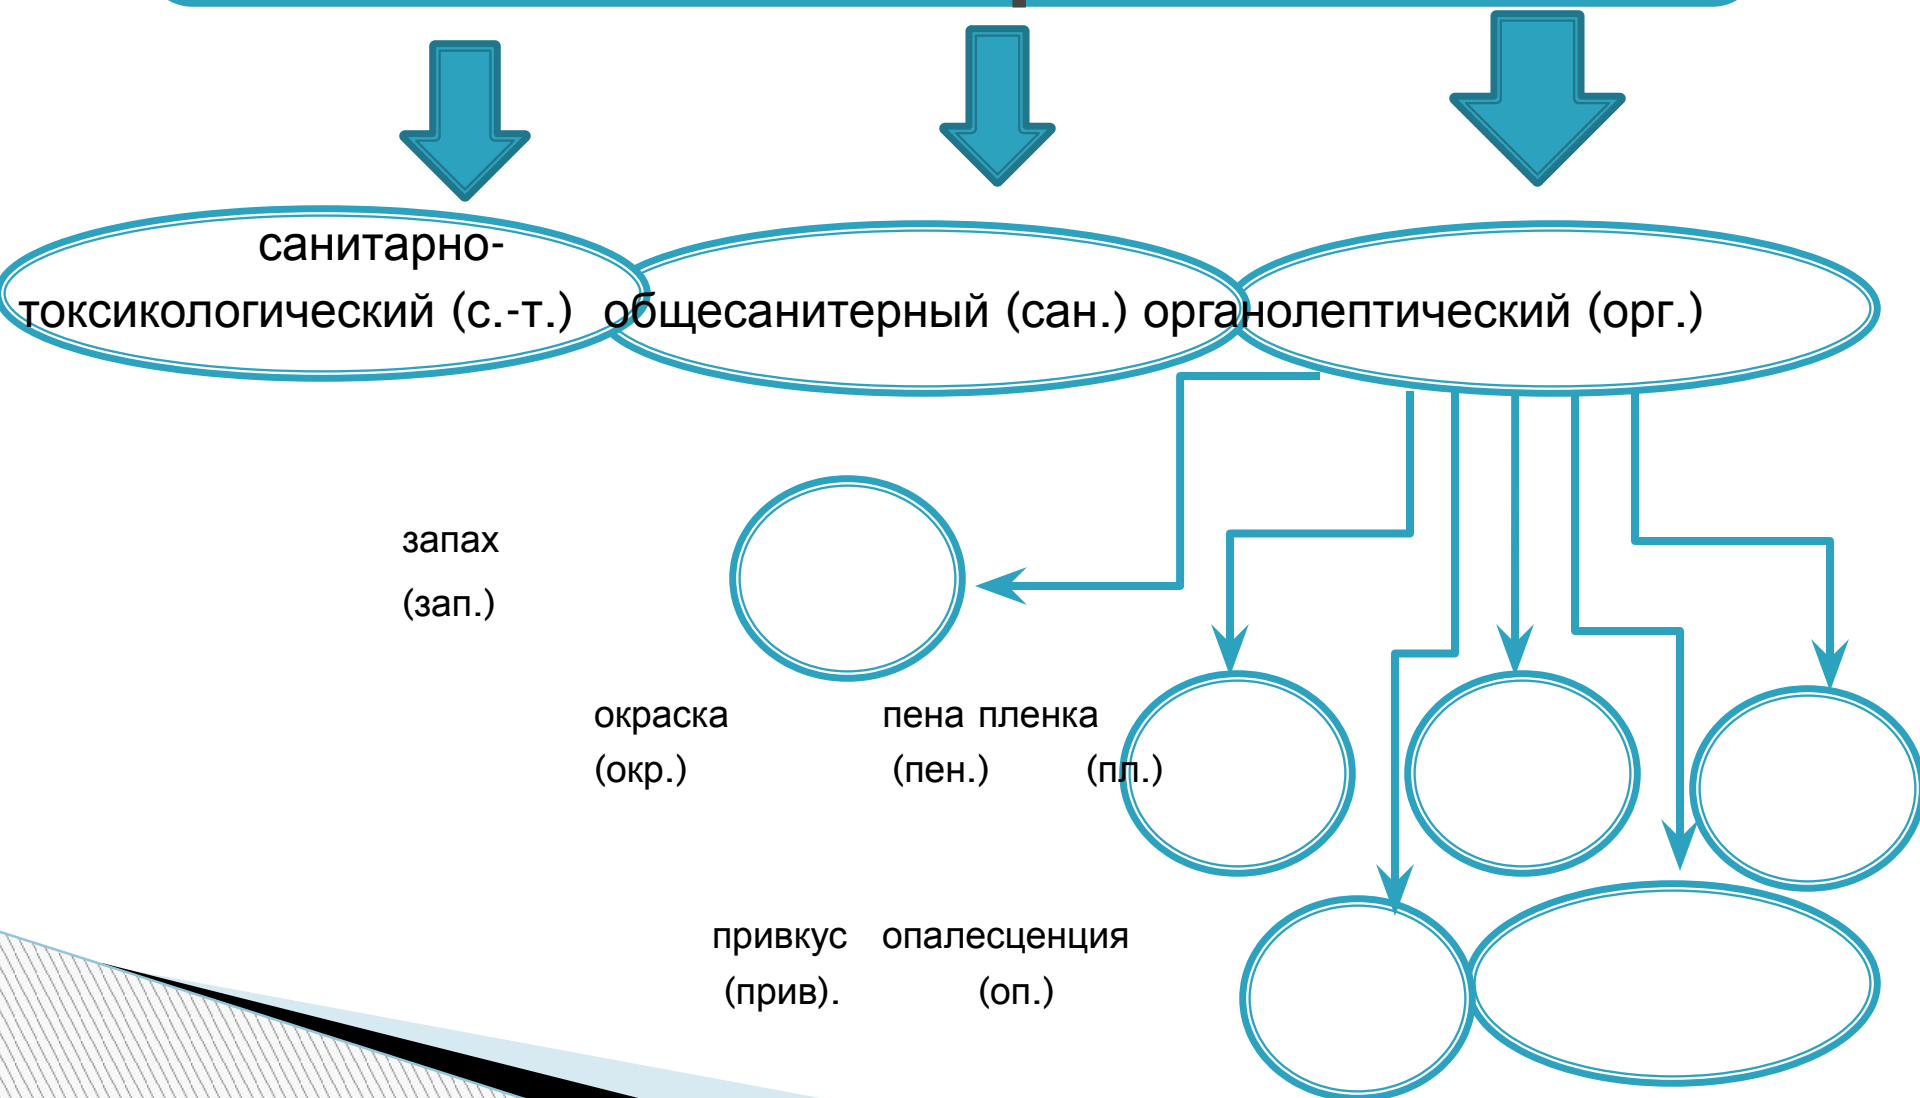 санитарно-
токсикологический (с.-т.) общесанитерный (сан.) органолептический (орг.)
запах
(зап.)
окраска пена пленка
(окр.) (пен.) (пл.)
привкус опалесценция
(прив). (оп.)